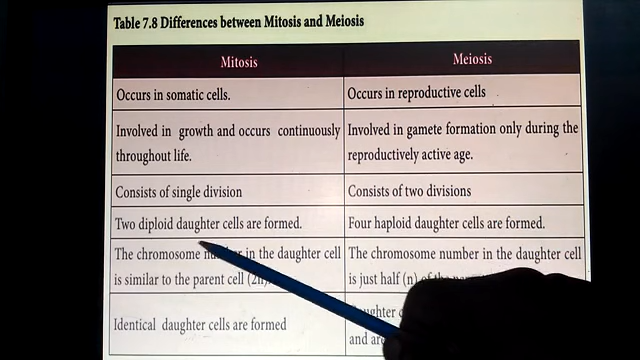 Table 7.8 Differences between Mitosis and Meiosis
Mitosis
Meiosis
Occurs in somatic cells.
Occurs in reproductive cells
Involved in growth and occurs continuously
throughout life.
Involved in gamete formation only during the
reproductively active age.
Consists of single division
Consists of two divisions
Two diploid daughter cells are formed.
Four haploid daughter cells are formed.
The chromosome number in the daughter cell
is similar to the parent cell (2n)
The chromosome number in the daughter cell
is just half (n) of the
Identical daughter cells are formed
and